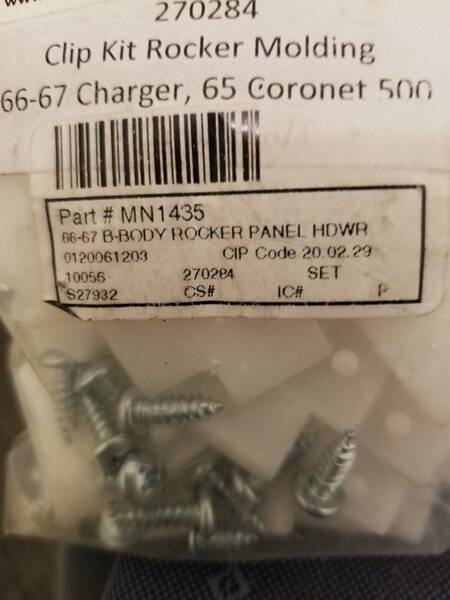 270284
Clip Kit Rocker Molding
66-67 Charger, 65 Coronet 500
Part # MN1435
66-67 B-BODY ROCKER PANEL HDWR
0120061203 CIP Code 20.02.29
10056 270284 SET
S27932 CS# IC# P